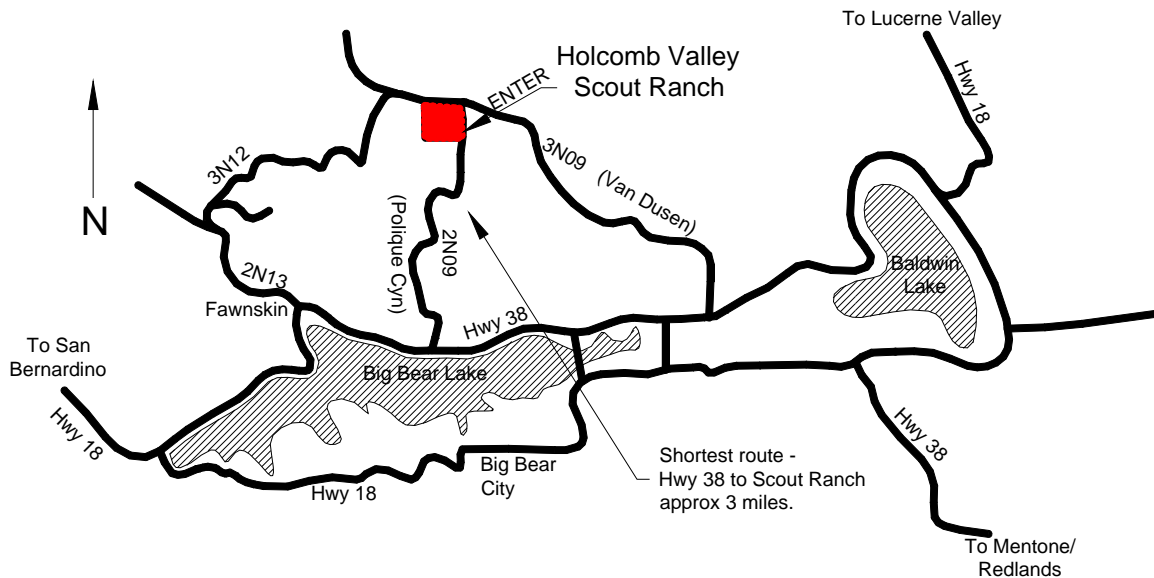 To Lucerne Valley
Hwy 18
Holcomb Valley
Scout Ranch
ENTER
3N12
3N09 (Van Dusen)
N
(Polique Cyn)
2N09
2N13
Fawnskin
Baldwin
Lake
Hwy 38
To San
Bernardino
Big Bear Lake
Hwy 18
Hwy 38
Big Bear
City
Shortest route -
Hwy 38 to Scout Ranch
approx 3 miles.
Hwy 18
To Mentone/
Redlands